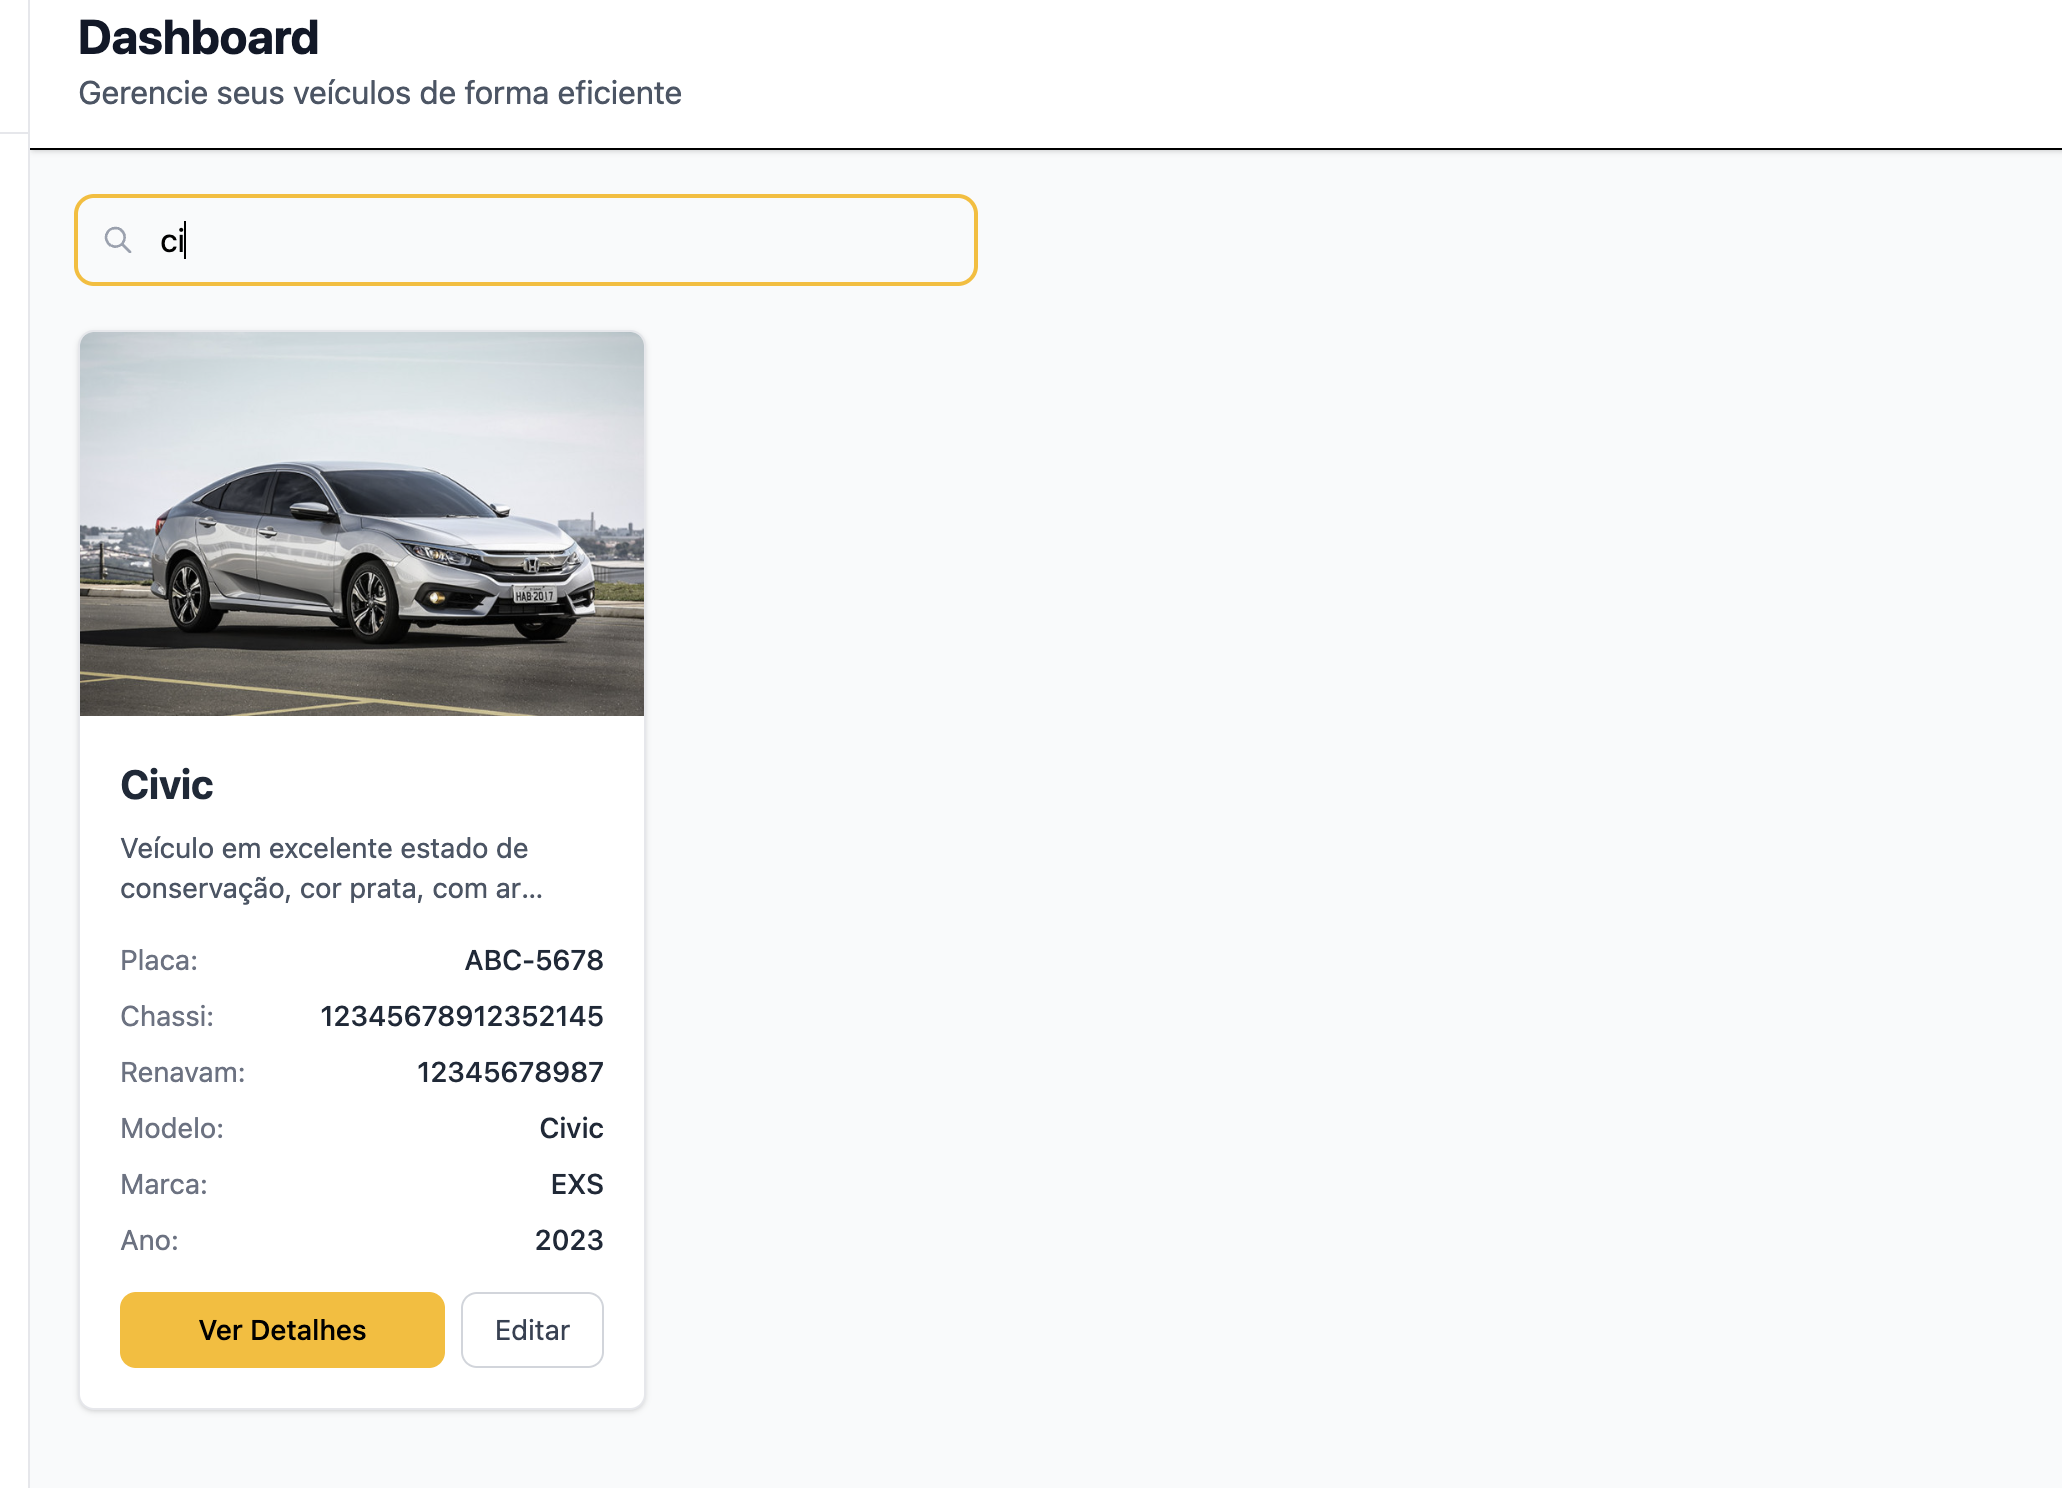 Dashboard
Gerencie seus veículos de forma eficiente
ci
HAB 2017
Civic
Veículo em excelente estado de
conservação, cor prata, com ar...
Placa: ABC-5678
Chassi: 12345678912352145
Renavam: 12345678987
Modelo: Civic
Marca: EXS
Ano: 2023
Ver Detalhes Editar